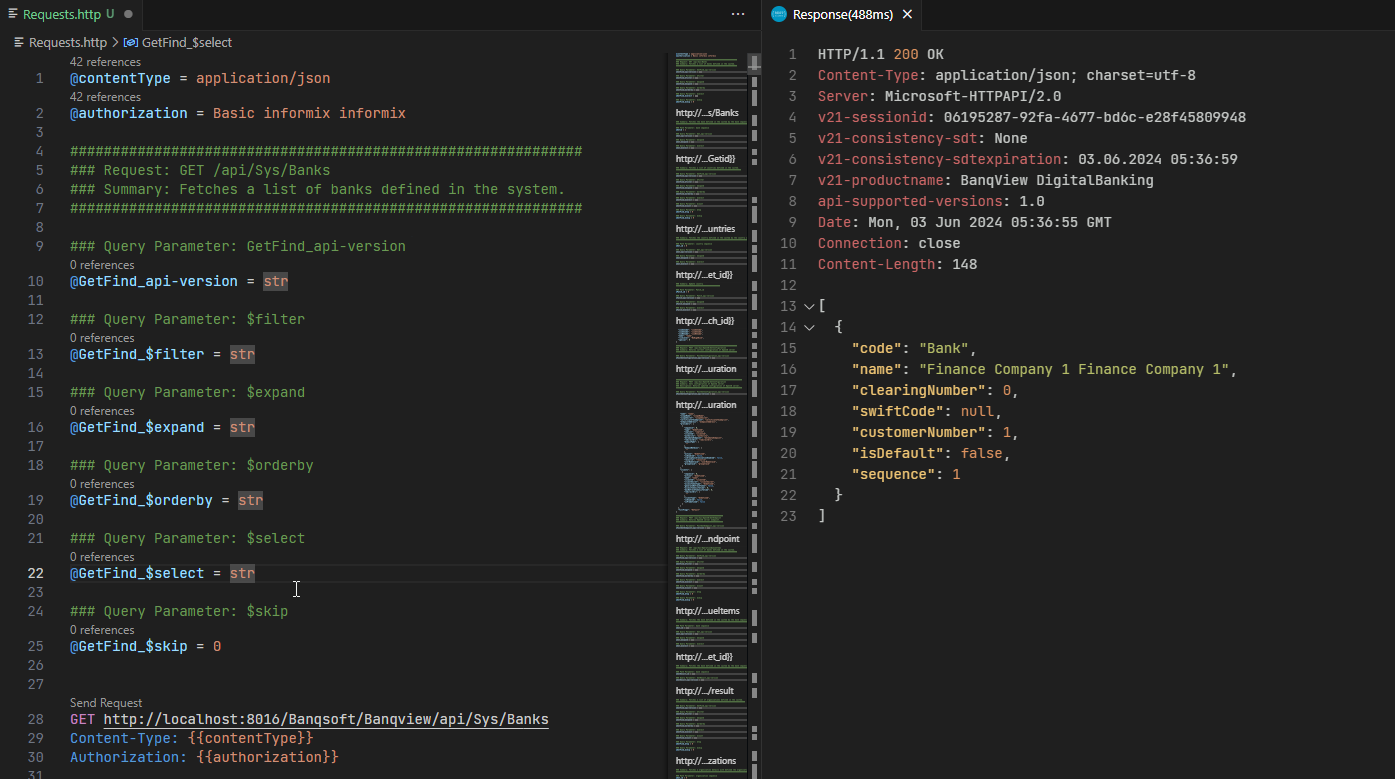 Requests.http U
Requests.http > GetFind_$select
42 references
1 @contentType = application/json
42 references
2 @authorization = Basic informix informix
3
4 #############################################################
5 ### Request: GET /api/Sys/Banks
6 ### Summary: Fetches a list of banks defined in the system.
7 #############################################################
8
9 ### Query Parameter: GetFind_api-version
0 references
10 @GetFind_api-version = str
11
12 ### Query Parameter: $filter
0 references
13 @GetFind_$filter = str
14
15 ### Query Parameter: $expand
0 references
16 @GetFind_$expand = str
17
18 ### Query Parameter: $orderby
0 references
19 @GetFind_$orderby = str
20
21 ### Query Parameter: $select
0 references
22 @GetFind_$select = str
23
24 ### Query Parameter: $skip
0 references
25 @GetFind_$skip = 0
26
27
Send Request
28 GET http://localhost:8016/Banqsoft/Banqview/api/Sys/Banks
29 Content-Type: {{contentType}}
30 Authorization: {{authorization}}
31
http://...s/Banks
http://...Getid}}
http://...untries
http://...et_id}}
http://...ch_id}}
http://...uration
http://...uration
http://...ndpoint
http://...ueItems
http://...et_id}}
http://.../result
http://...zations
Response(488ms)
1 HTTP/1.1 200 OK
2 Content-Type: application/json; charset=utf-8
3 Server: Microsoft-HTTPAPI/2.0
4 v21-sessionid: 06195287-92fa-4677-bd6c-e28f45809948
5 v21-consistency-sdt: None
6 v21-consistency-sdtexpiration: 03.06.2024 05:36:59
7 v21-productname: BanqView DigitalBanking
8 api-supported-versions: 1.0
9 Date: Mon, 03 Jun 2024 05:36:55 GMT
10 Connection: close
11 Content-Length: 148
12
13 [
14 {
15 "code": "Bank",
16 "name": "Finance Company 1 Finance Company 1",
17 "clearingNumber": 0,
18 "swiftCode": null,
19 "customerNumber": 1,
20 "isDefault": false,
21 "sequence": 1
22 }
23 ]